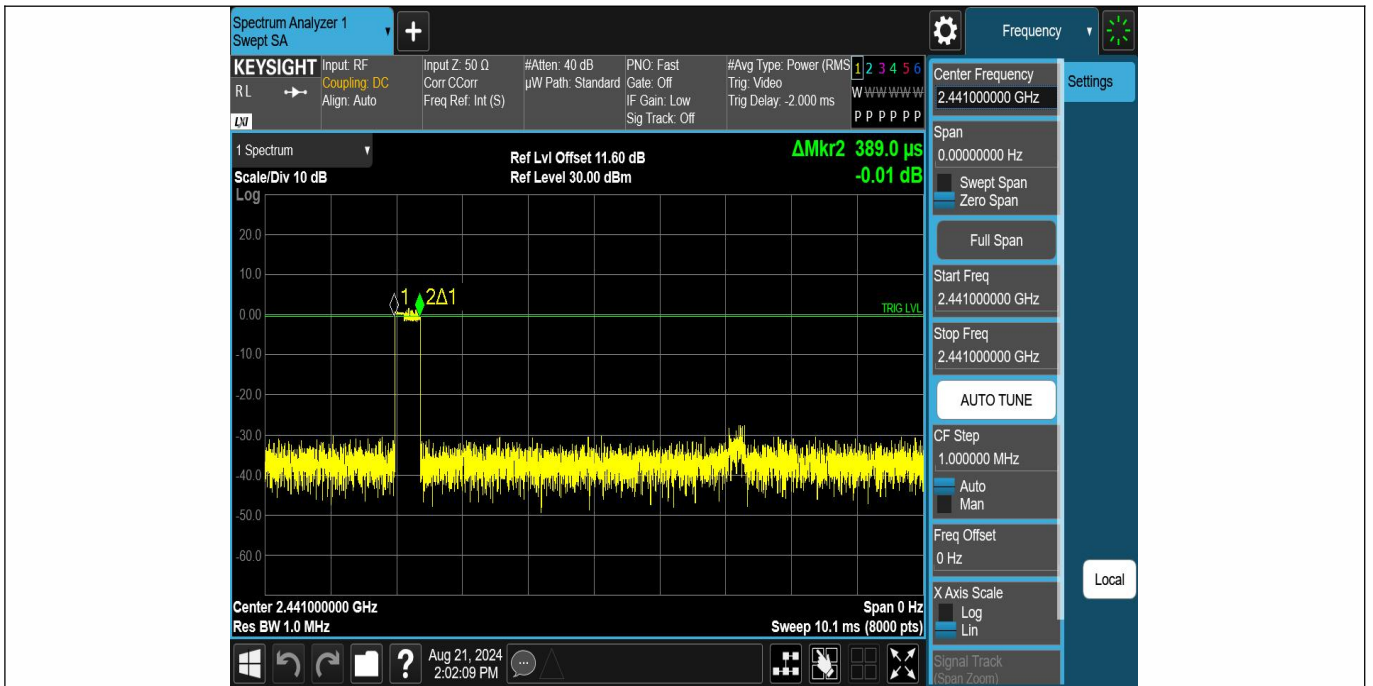 Spectrum Analyzer 1
Swept SA
+
Frequency
KEYSIGHT
RL
LXI
Input: RF
Coupling: DC
Align: Auto
Input Z: 50 Ω
Corr CCorr
Freq Ref: Int (S)
#Atten: 40 dB
µW Path: Standard
PNO: Fast
Gate: Off
IF Gain: Low
Sig Track: Off
#Avg Type: Power (RMS
Trig: Video
Trig Delay: -2.000 ms
1 2 3 4 5 6
W W W W W W
P P P P P P
1 Spectrum
Scale/Div 10 dB
Ref Lvl Offset 11.60 dB
Ref Level 30.00 dBm
ΔMkr2 389.0 µs
-0.01 dB
Log
20.0
10.0
0.00
-10.0
-20.0
-30.0
-40.0
-50.0
-60.0
1
2Δ1
TRIG LVL
Center 2.441000000 GHz
Res BW 1.0 MHz
Span 0 Hz
Sweep 10.1 ms (8000 pts)
?
Aug 21, 2024
2:02:09 PM
Center Frequency
2.441000000 GHz
Settings
Span
0.00000000 Hz
Swept Span
Zero Span
Full Span
Start Freq
2.441000000 GHz
Stop Freq
2.441000000 GHz
AUTO TUNE
CF Step
1.000000 MHz
Auto
Man
Freq Offset
0 Hz
X Axis Scale
Log
Lin
Local
Signal Track
(Span Zoom)